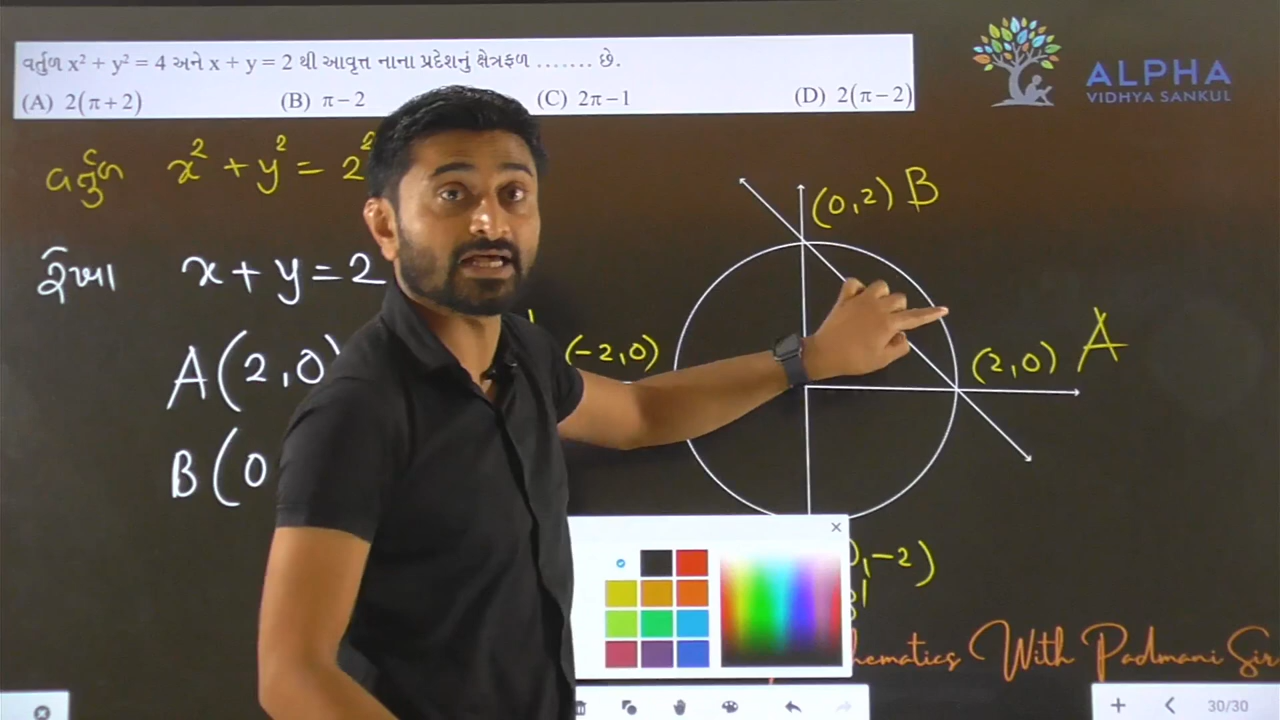 વર્તુળ x² + y² = 4 અને x + y = 2 થી આવૃત્ત નાના પ્રદેશનું ક્ષેત્રફળ ....... છે.
(A) 2(π+2) (B) π−2 (C) 2π−1 (D) 2(π−2)
ALPHA
VIDHYA SANKUL
વર્તુળ x² + y² = 2²
(0,2) B
રેખા x + y = 2
A(2,0)
(-2,0)
(2,0) A
B(0
,-2)
hematics With Padmani Sir
30/30